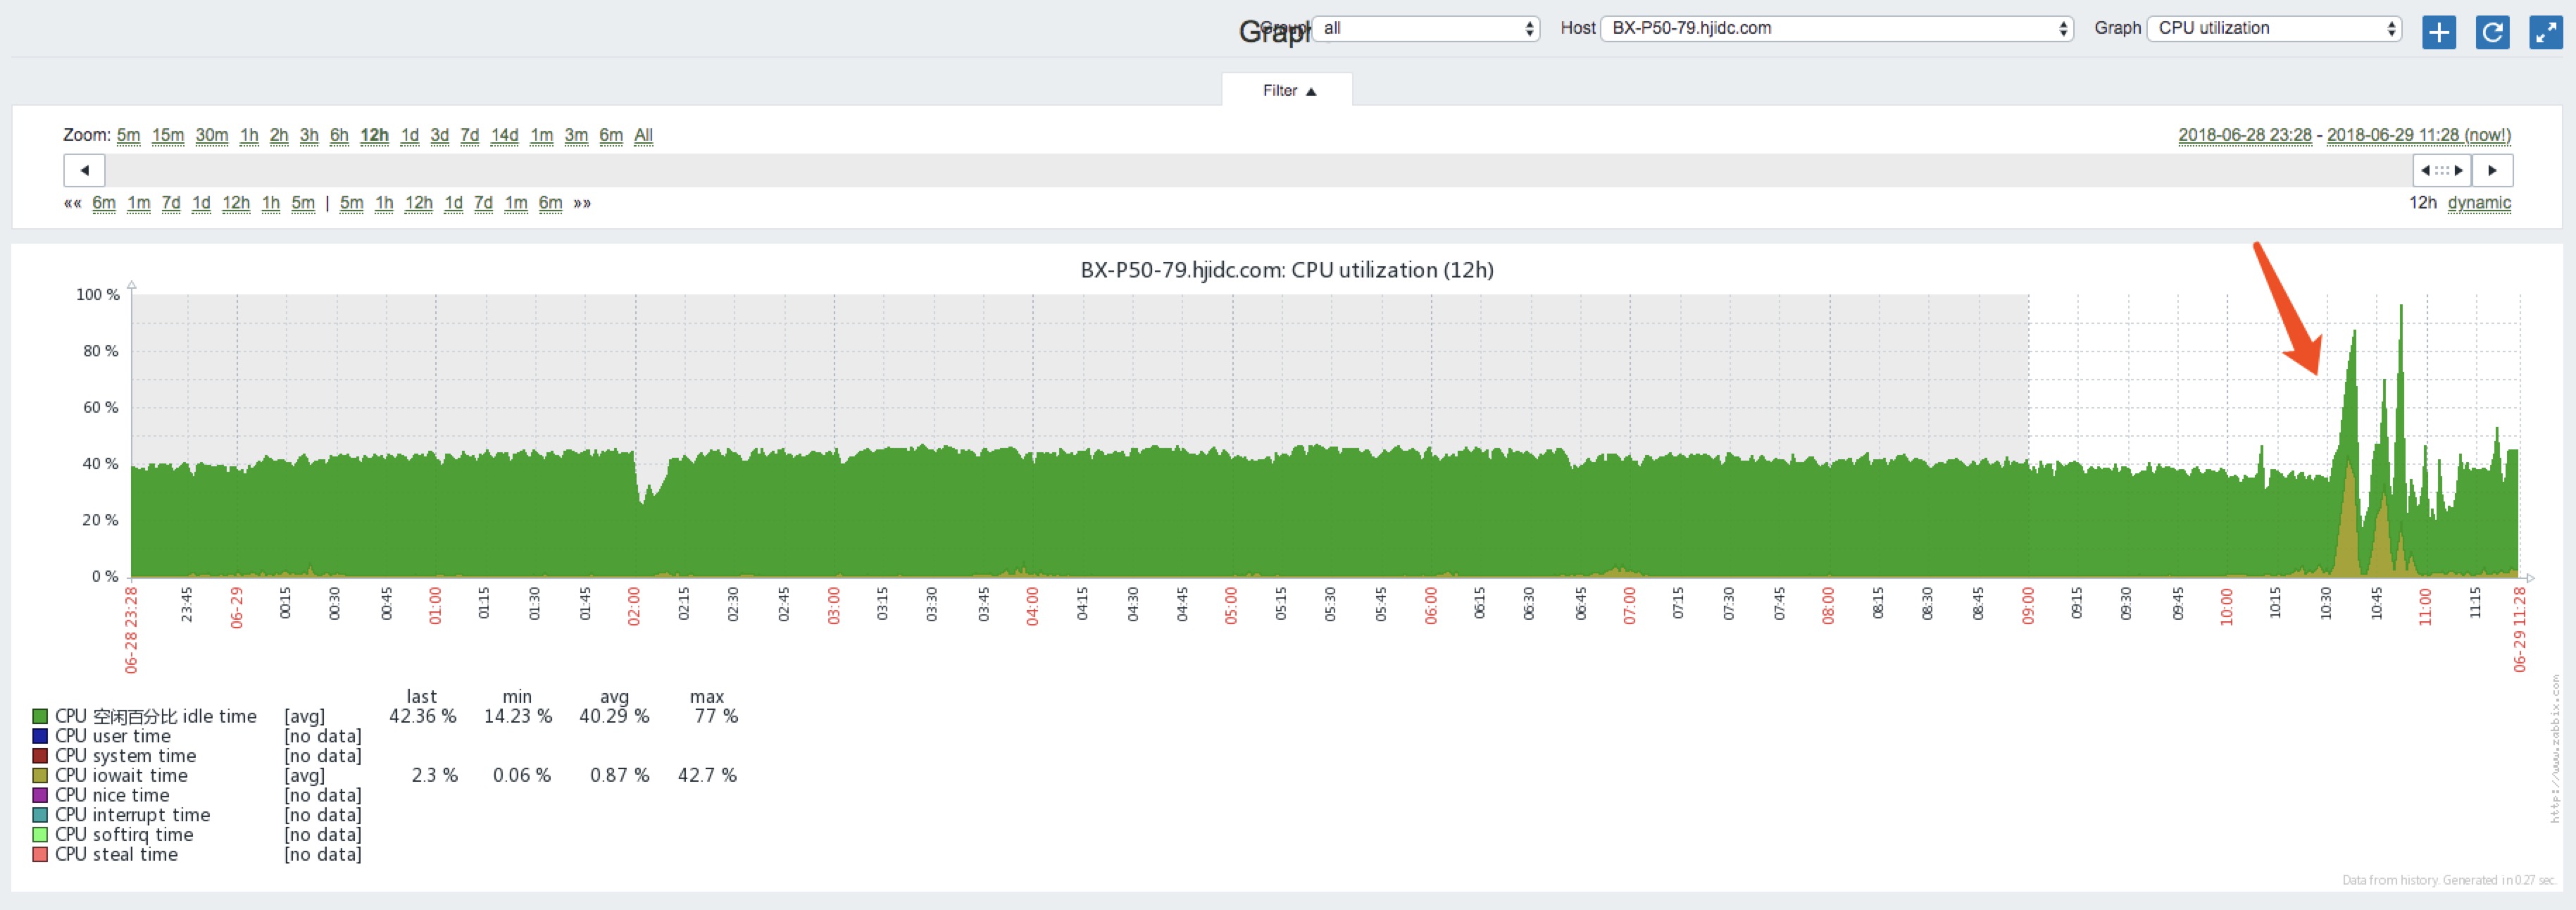 Graph Group all Host BX-P50-79.hjidc.com Graph CPU utilization
Filter ▲
Zoom: 5m 15m 30m 1h 2h 3h 6h 12h 1d 3d 7d 14d 1m 3m 6m All 2018-06-28 23:28 - 2018-06-29 11:28 (now!)
«« 6m 1m 7d 1d 12h 1h 5m | 5m 1h 12h 1d 7d 1m 6m »» 12h dynamic
BX-P50-79.hjidc.com: CPU utilization (12h)
100 %
80 %
60 %
40 %
20 %
0 %
06-28 23:28 23:45 06-29 00:15 00:30 00:45 01:00 01:15 01:30 01:45 02:00 02:15 02:30 02:45 03:00 03:15 03:30 03:45 04:00 04:15 04:30 04:45 05:00 05:15 05:30 05:45 06:00 06:15 06:30 06:45 07:00 07:15 07:30 07:45 08:00 08:15 08:30 08:45 09:00 09:15 09:30 09:45 10:00 10:15 10:30 10:45 11:00 11:15 06-29 11:28
last min avg max
CPU 空闲百分比 idle time [avg] 42.36 % 14.23 % 40.29 % 77 %
CPU user time [no data]
CPU system time [no data]
CPU iowait time [avg] 2.3 % 0.06 % 0.87 % 42.7 %
CPU nice time [no data]
CPU interrupt time [no data]
CPU softirq time [no data]
CPU steal time [no data]
http://www.zabbix.com
Data from history. Generated in 0.27 sec.